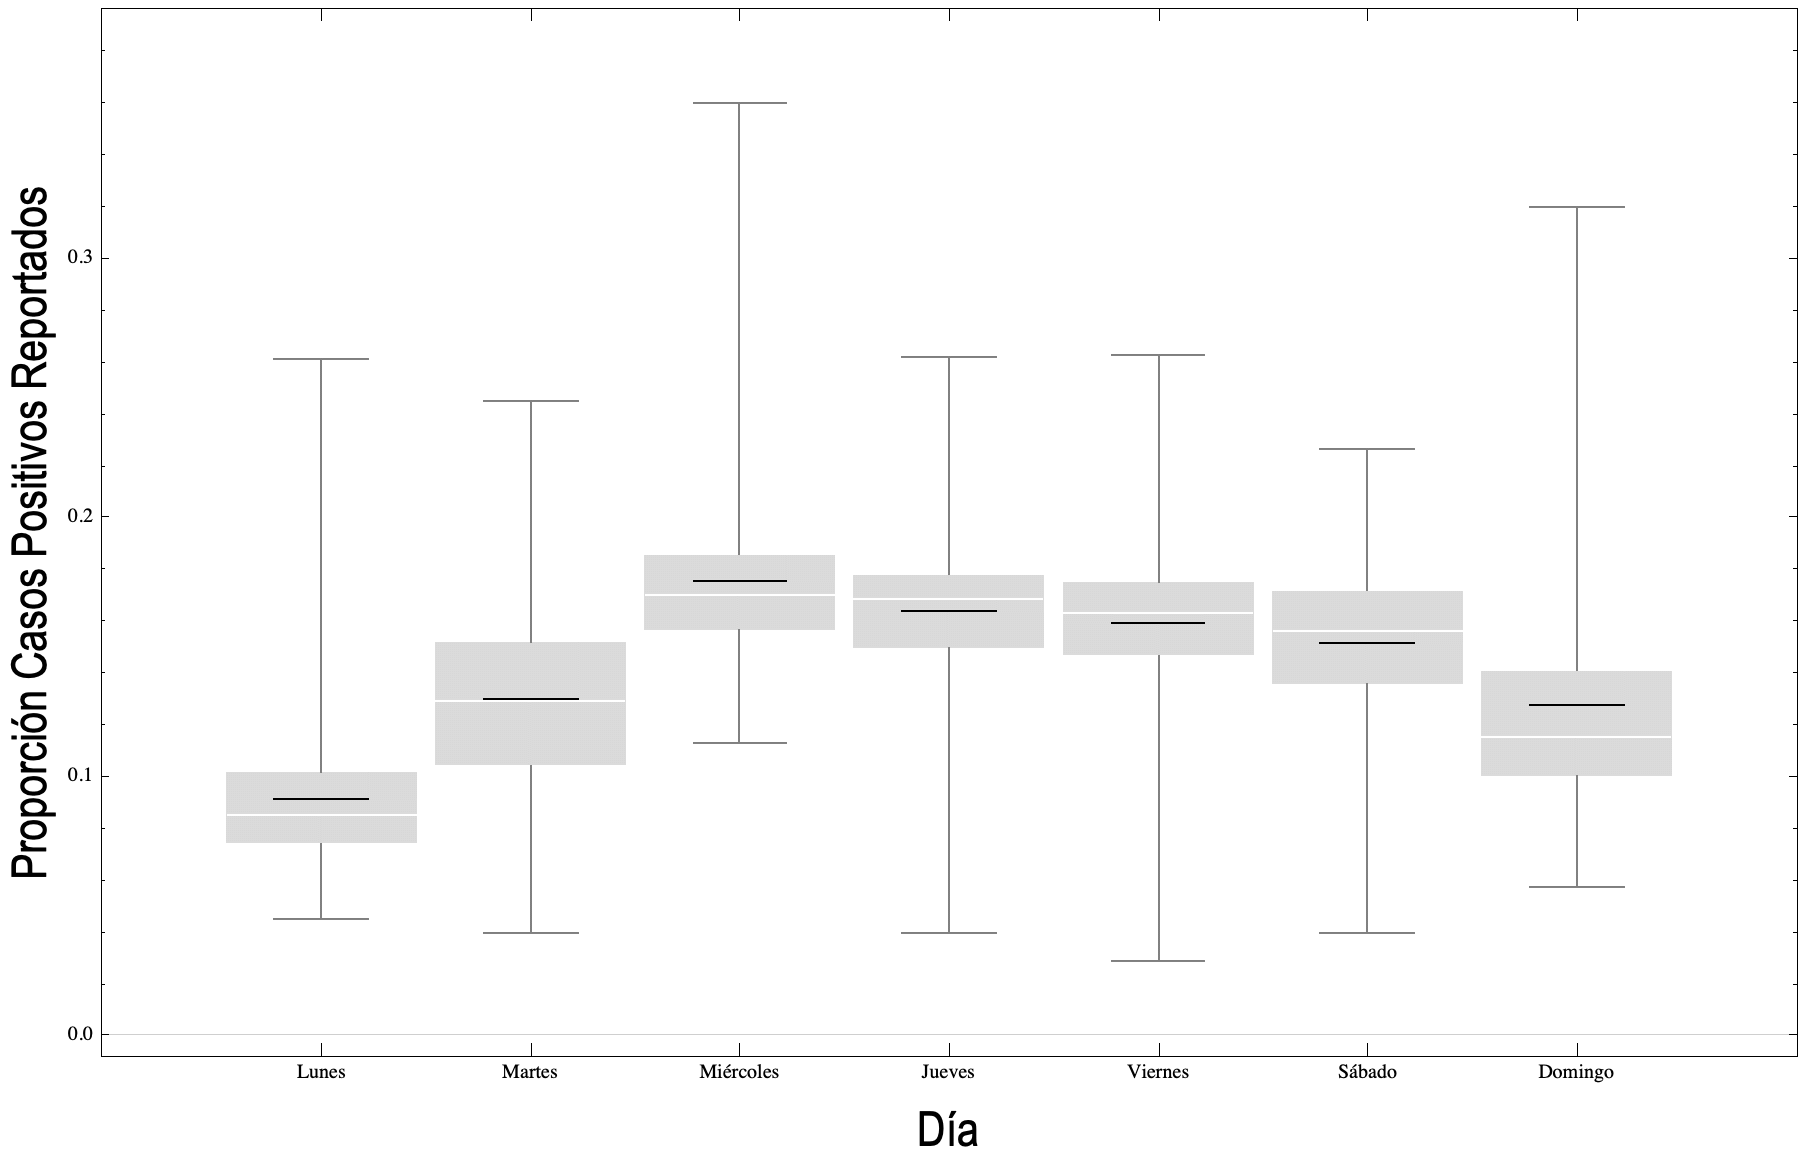 Proporción Casos Positivos Reportados
0.3
0.2
0.1
0.0
Lunes Martes Miércoles Jueves Viernes Sábado Domingo
Día